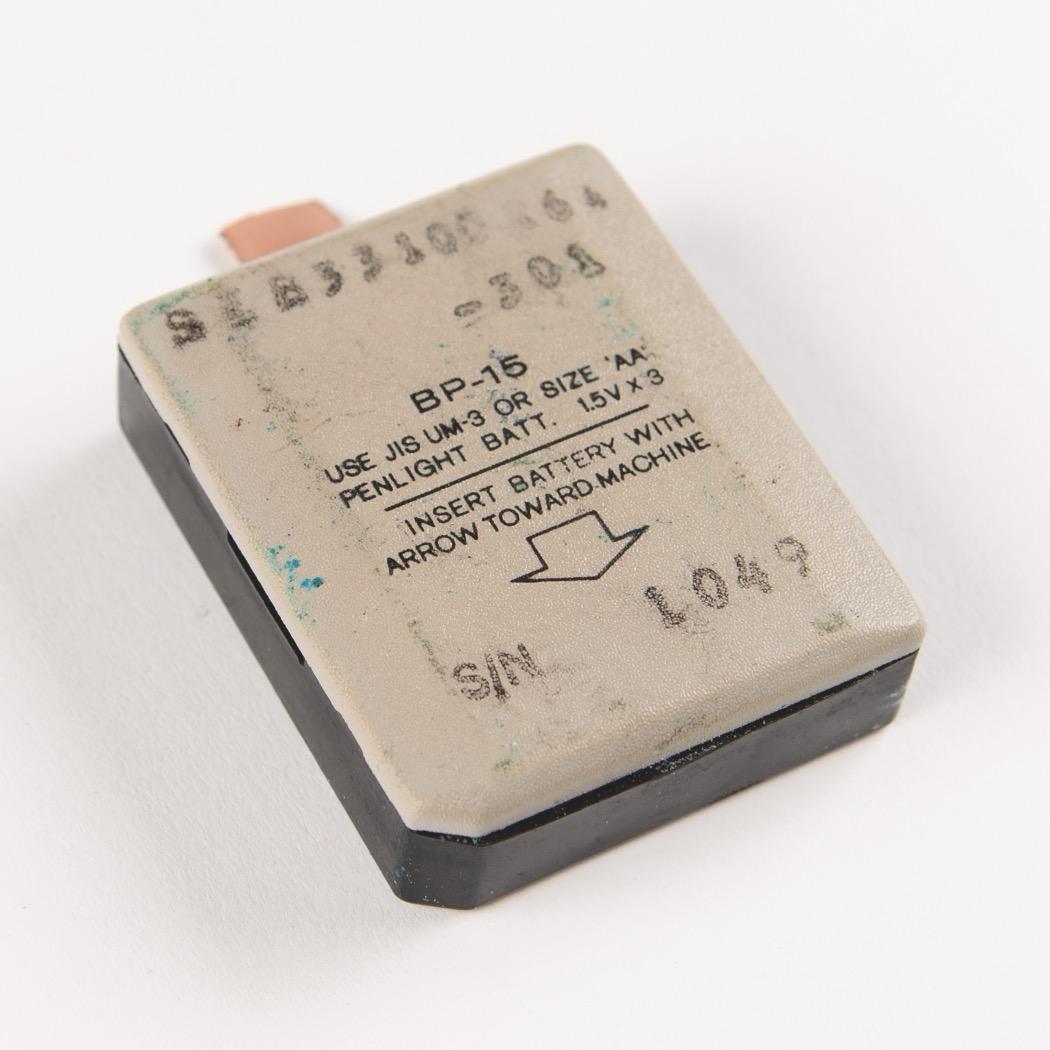 -301
BP-15
USE JIS UM-3 OR SIZE 'AA'
PENLIGHT BATT. 1.5V x 3
INSERT BATTERY WITH
ARROW TOWARD MACHINE.
S/N 1049